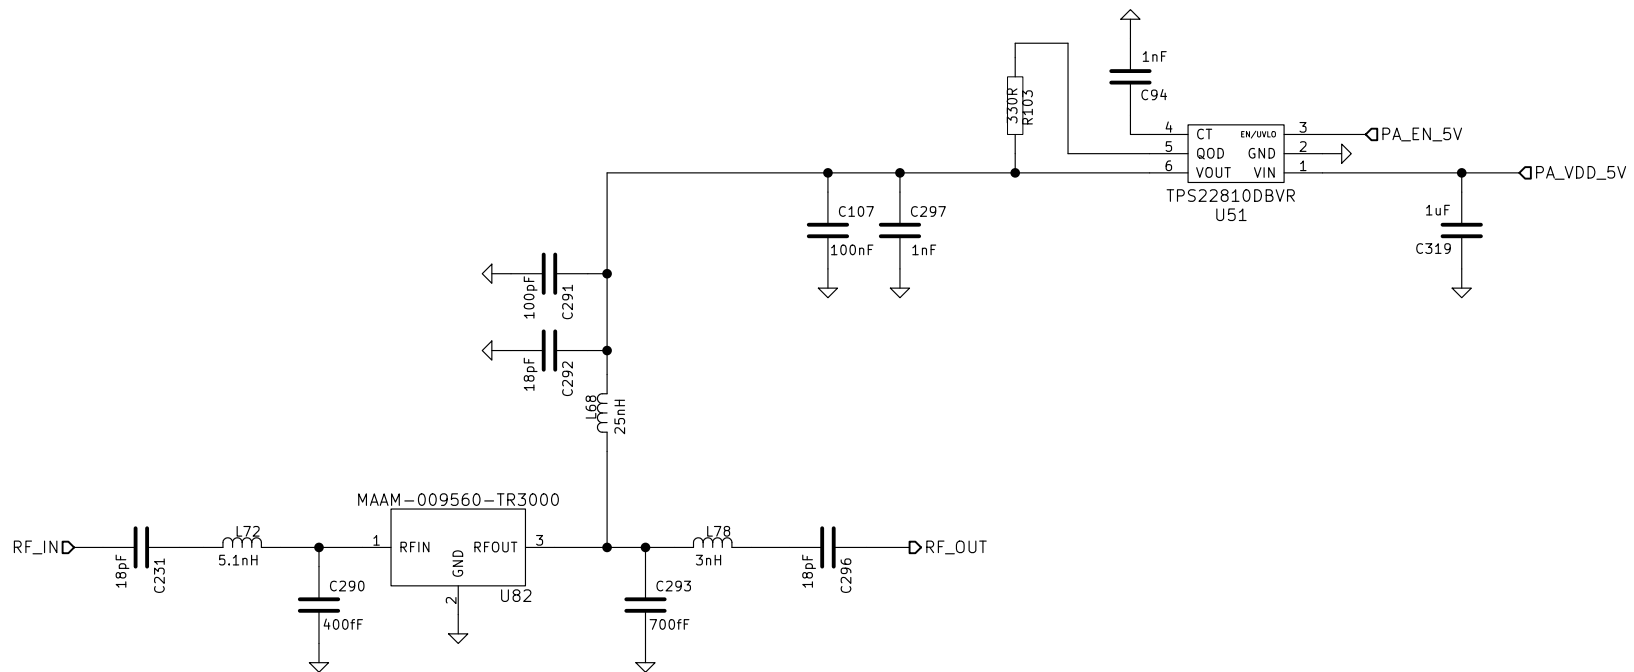 1nF
C94
330R
R103
4
CT
EN/UVLO
3
PA_EN_5V
5
QOD
GND
2
6
VOUT
VIN
1
PA_VDD_5V
TPS22810DBVR
U51
C107
100nF
C297
1nF
1uF
C319
100pF
C291
18pF
C292
L68
25nH
MAAM-009560-TR3000
RF_IN
18pF
C231
L72
5.1nH
1
RFIN
GND
RFOUT
3
2
U82
L78
3nH
18pF
C296
RF_OUT
C290
400fF
C293
700fF